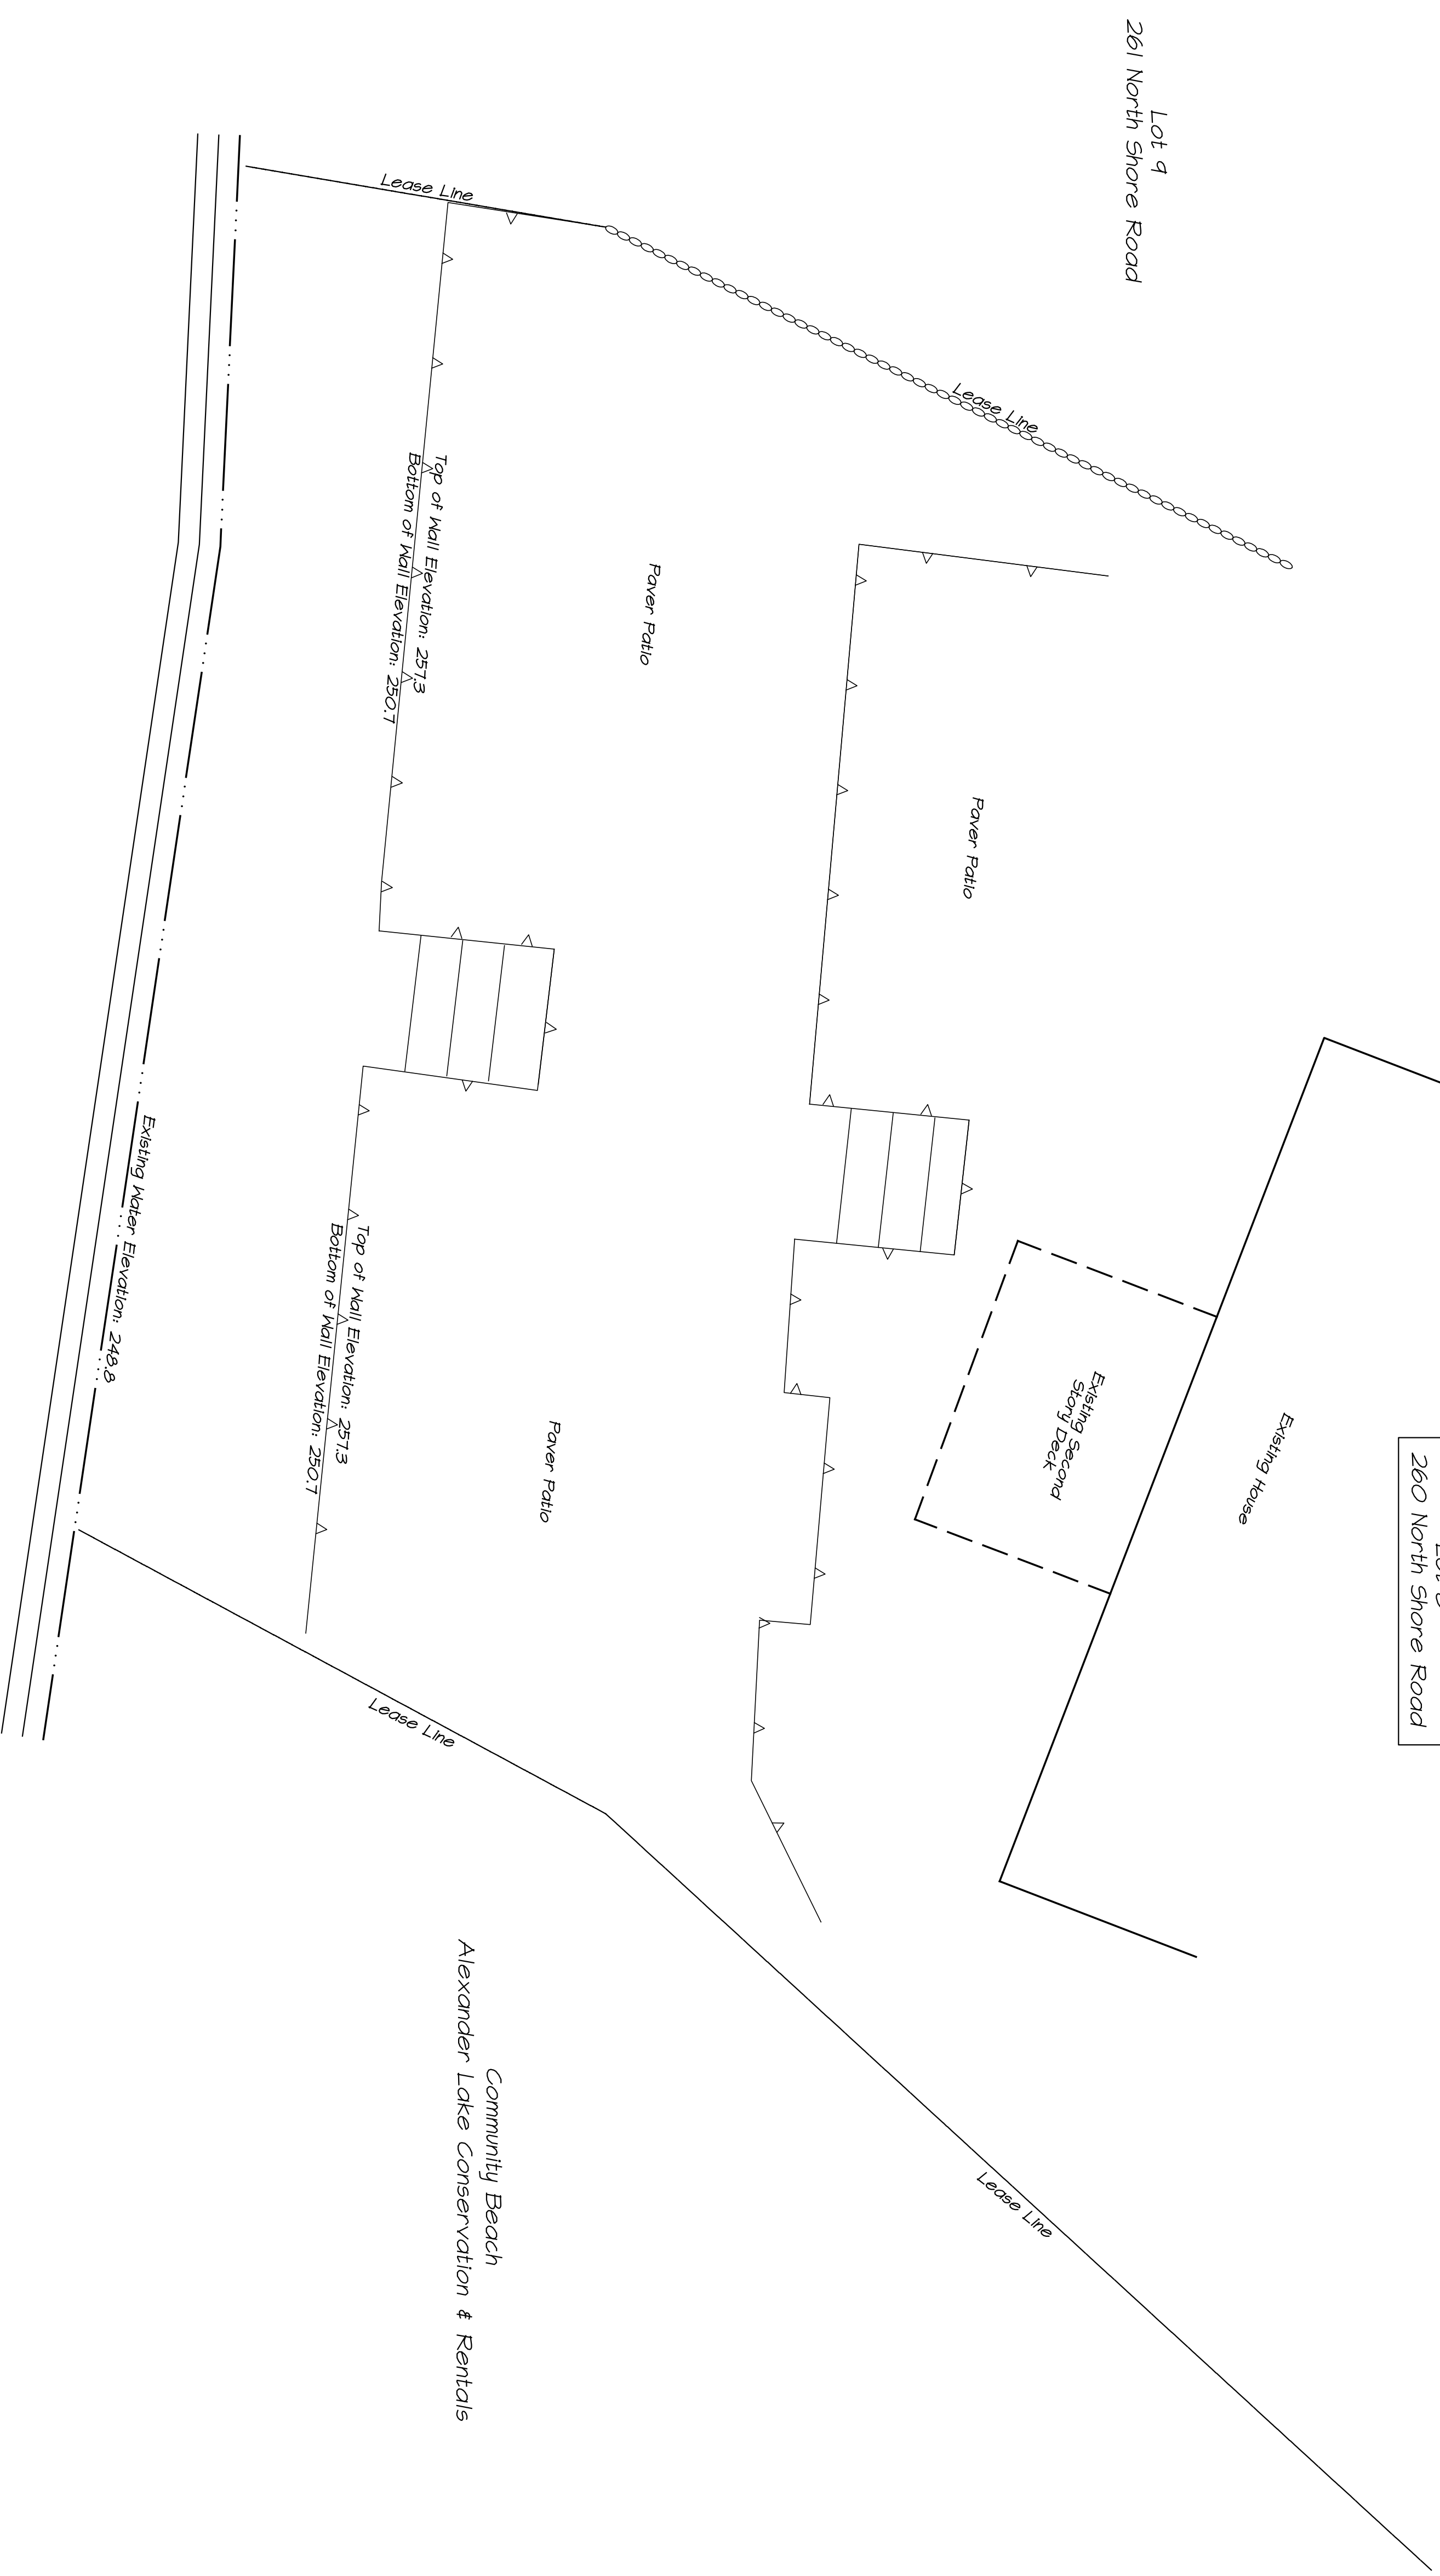 Lot 9
261 North Shore Road
Lease Line
Lease Line
Top of Wall Elevation: 257.3
Bottom of Wall Elevation: 250.7
Paver Patio
Paver Patio
Existing Water Elevation: 248.8
Top of Wall Elevation: 257.3
Bottom of Wall Elevation: 250.7
Paver Patio
Existing Second
Story Deck
Existing House
260 North Shore Road
Lease Line
Lease Line
Community Beach
Alexander Lake Conservation & Rentals